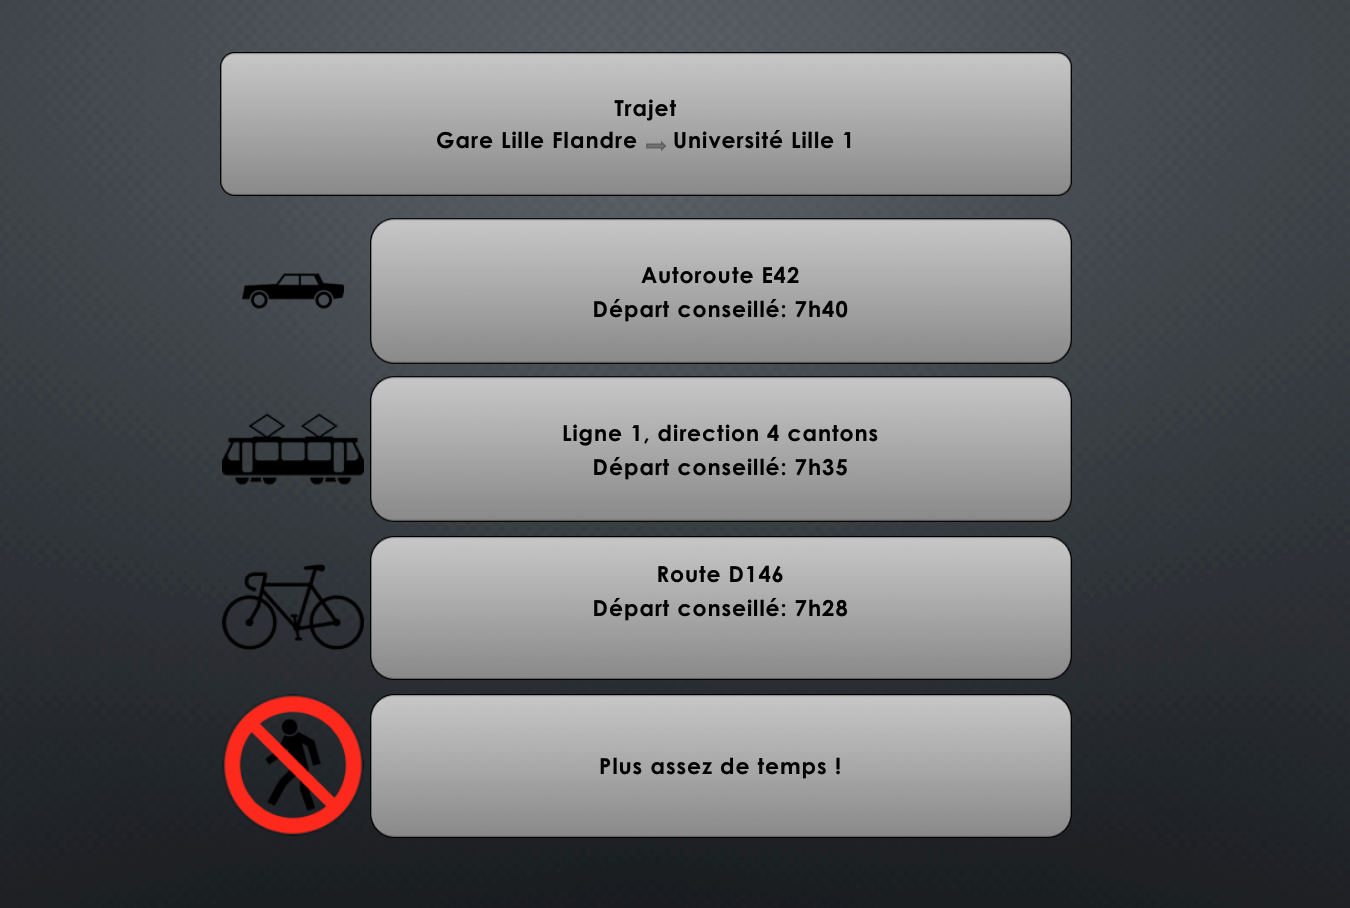 Trajet
Gare Lille Flandre Université Lille 1
Autoroute E42
Départ conseillé: 7h40
Ligne 1, direction 4 cantons
Départ conseillé: 7h35
Route D146
Départ conseillé: 7h28
Plus assez de temps !